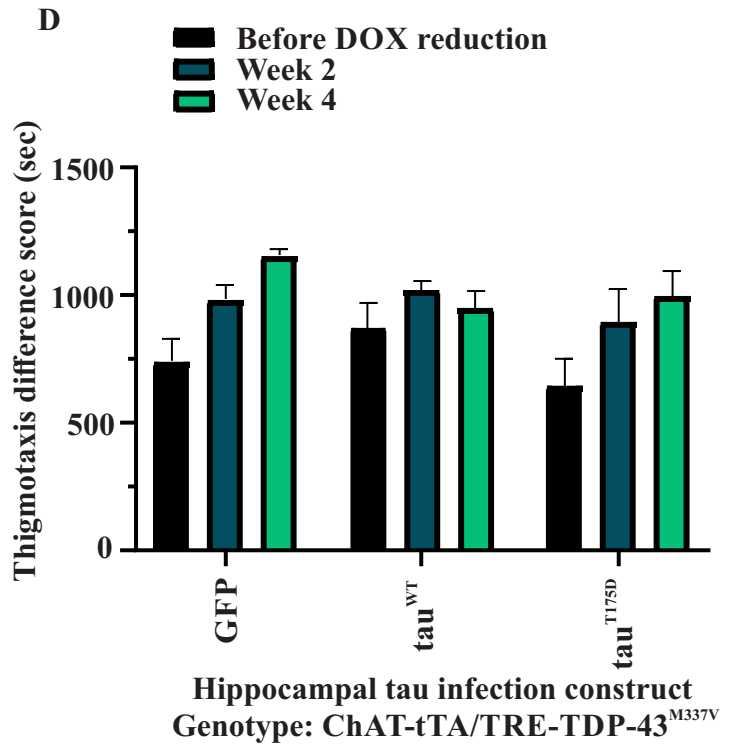 D
Before DOX reduction
Week 2
Week 4
Thigmotaxis difference score (sec)
1500
1000
500
0
GFP
tau^WT
tau^T175D
Hippocampal tau infection construct
Genotype: ChAT-tTA/TRE-TDP-43^M337V